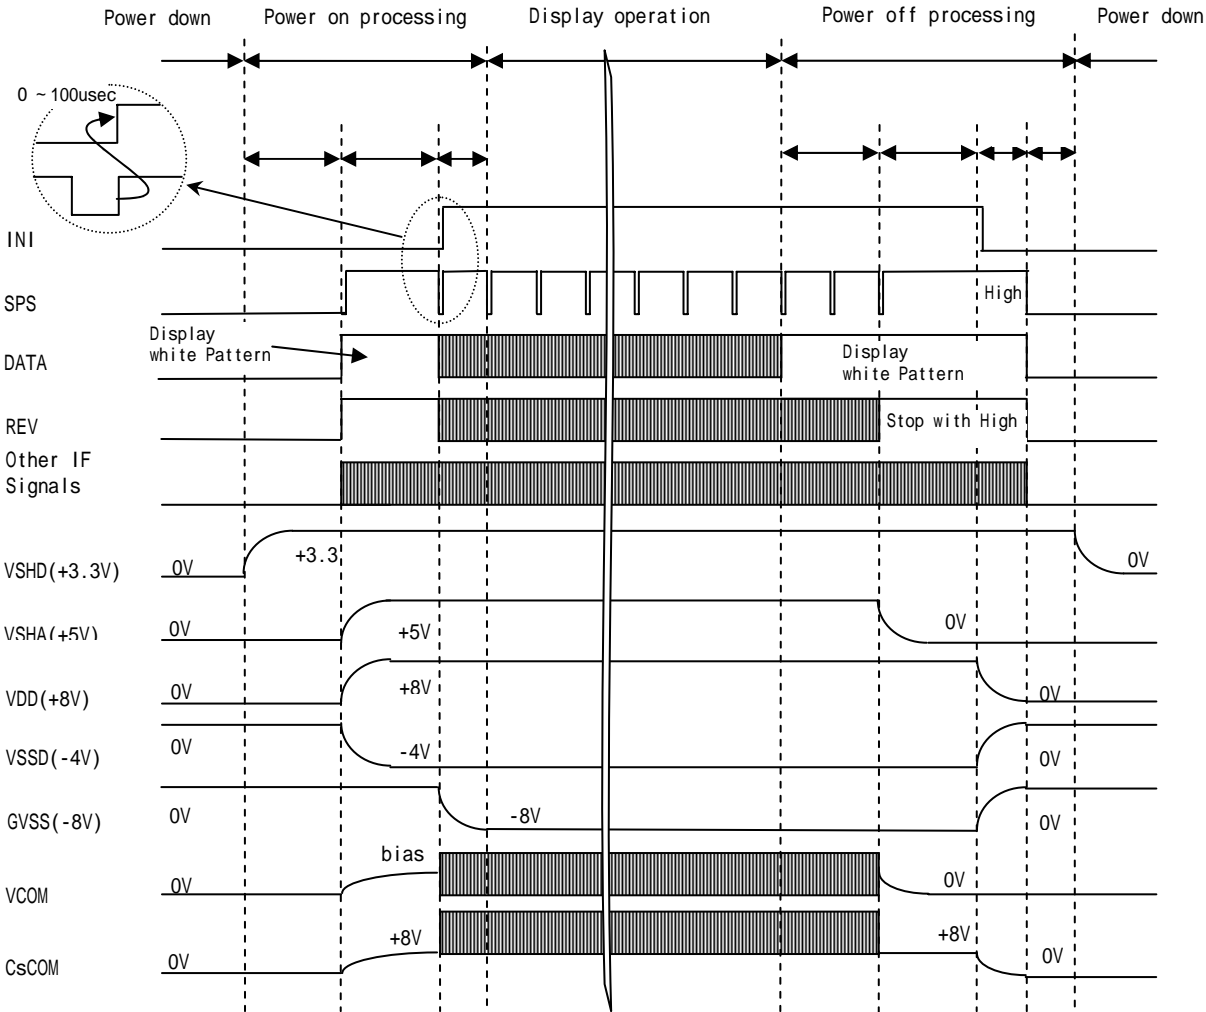 Power down Power on processing Display operation Power off processing Power down
0 ~ 100usec
INI
SPS High
Display
white Pattern
DATA
Display
white Pattern
REV Stop with High
Other IF
Signals
VSHD(+3.3V) 0V +3.3 0V
VSHA(+5V) 0V +5V 0V
VDD(+8V) 0V +8V 0V
VSSD(-4V) 0V -4V 0V
GVSS(-8V) 0V -8V 0V
VCOM 0V bias 0V
CsCOM 0V +8V +8V 0V